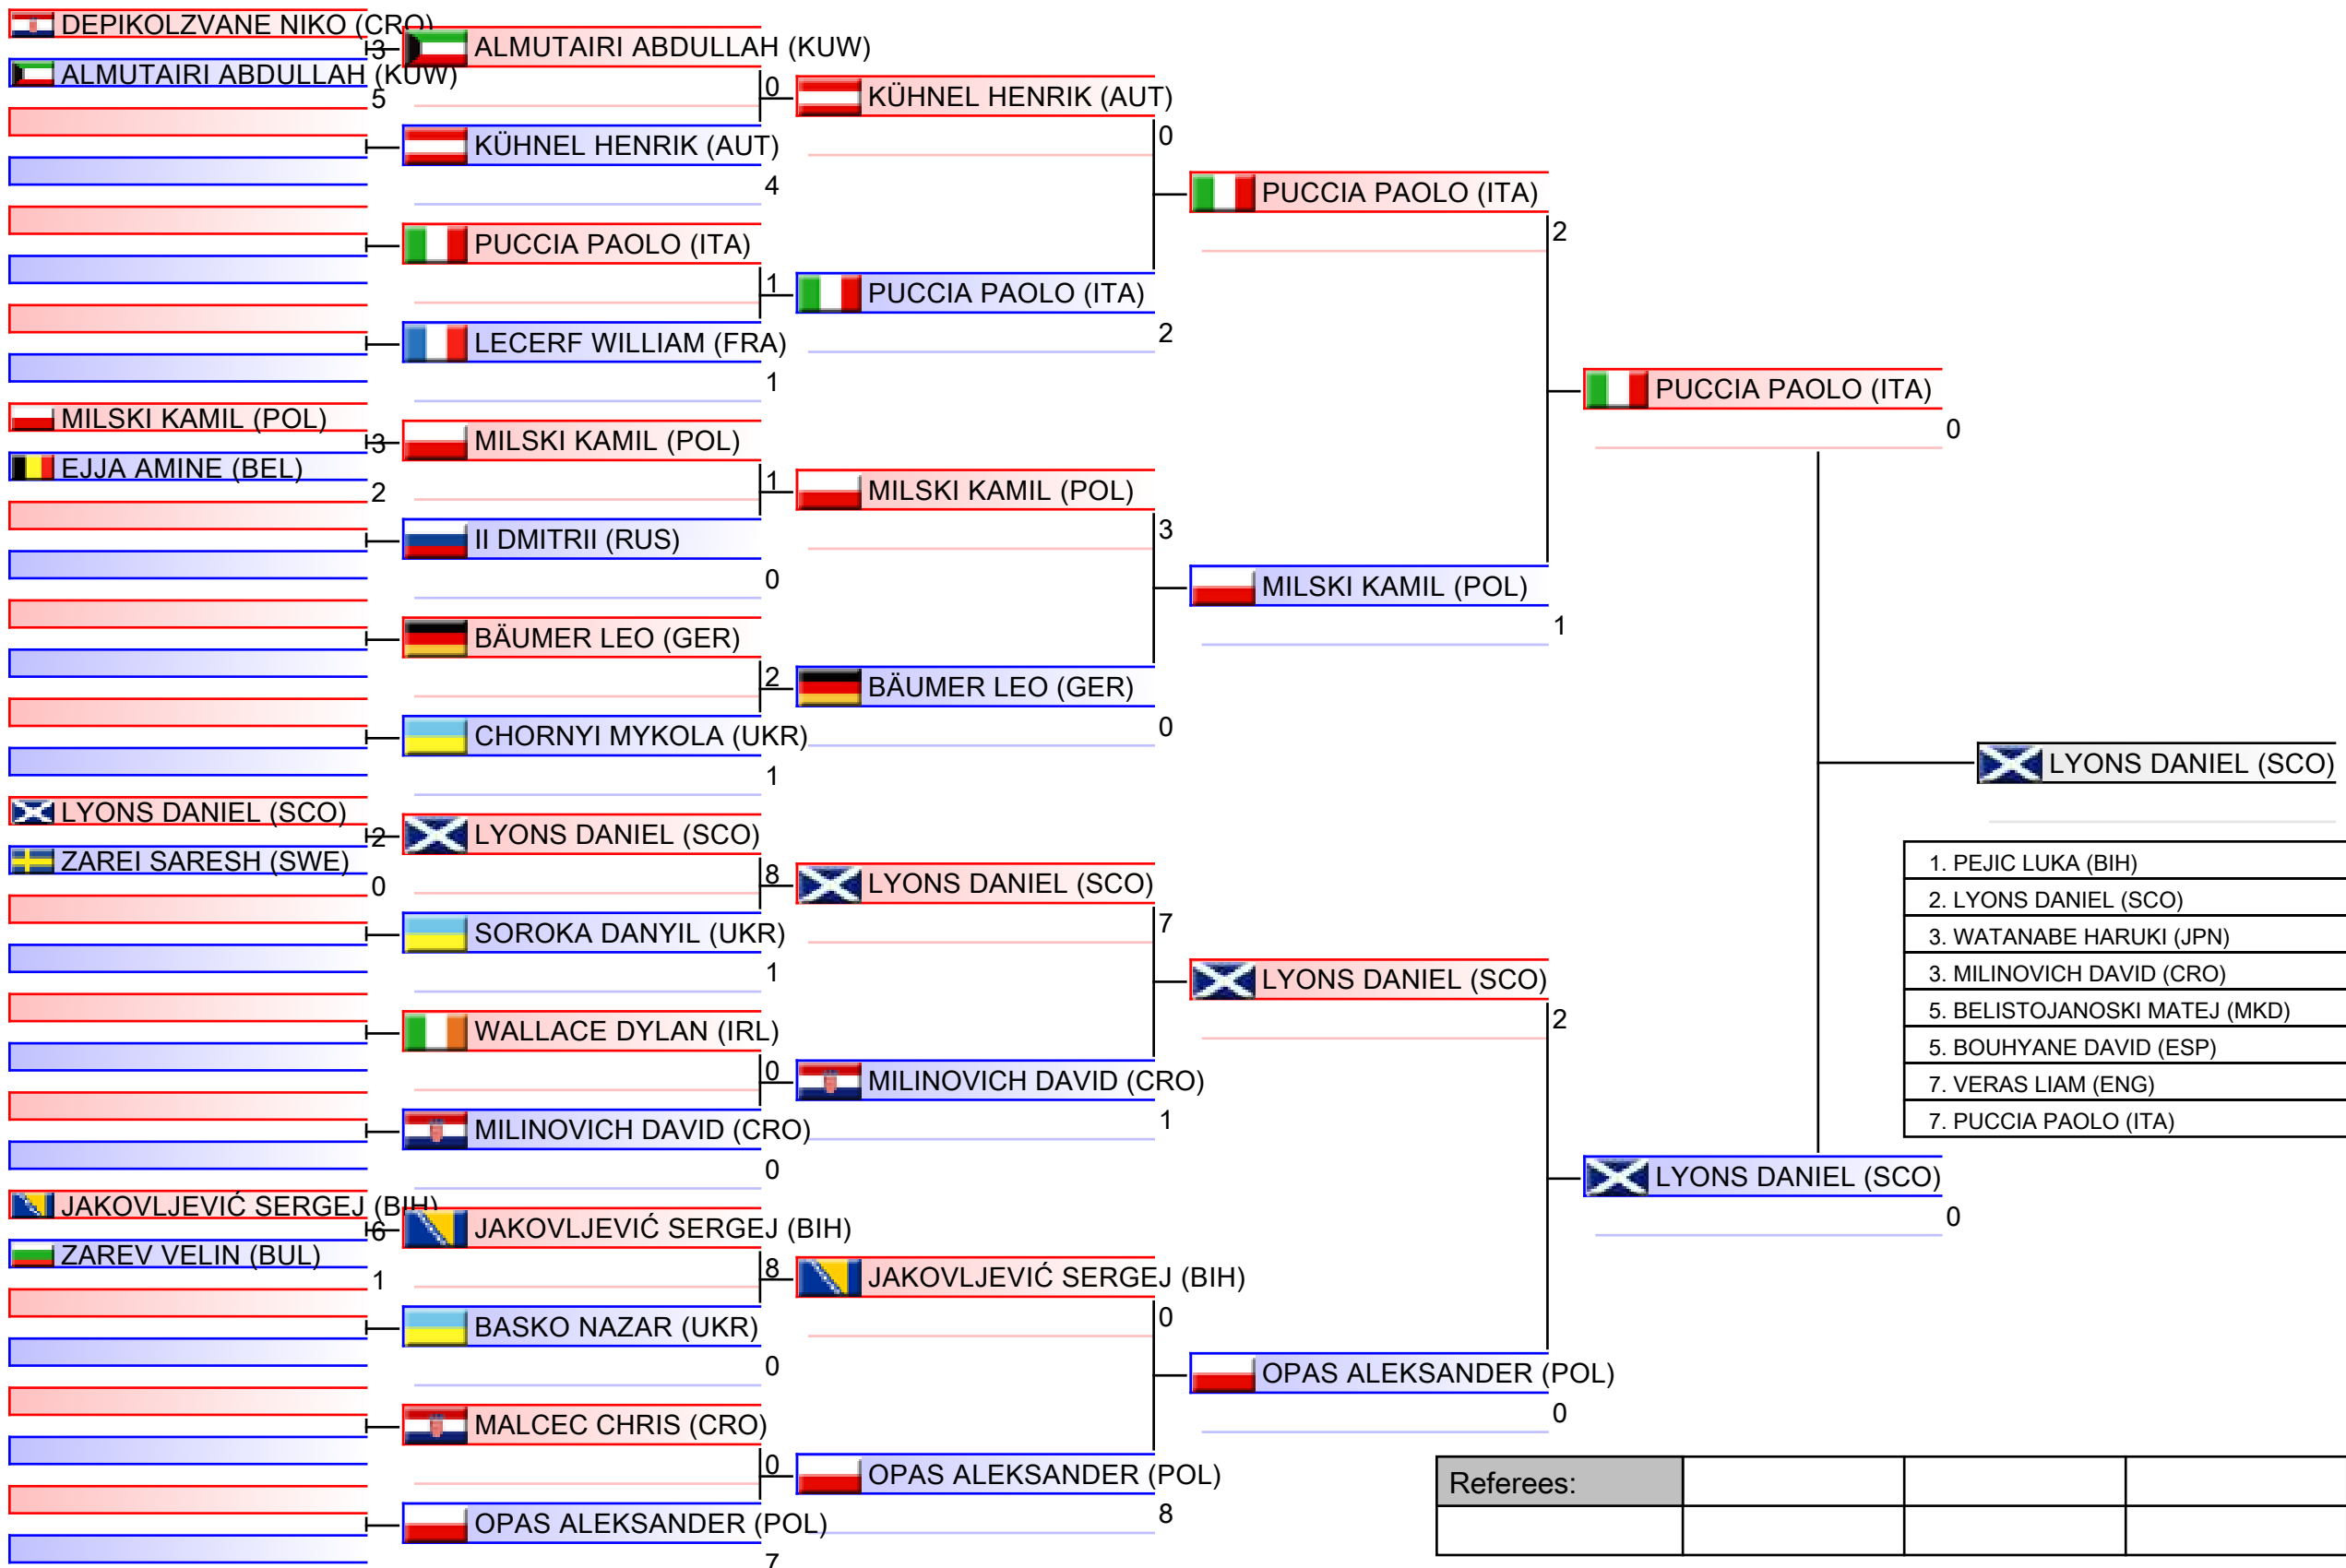 DEPIKOLZVANE NIKO (CRO)
3
ALMUTAIRI ABDULLAH (KUW)
5
MILSKI KAMIL (POL)
3
EJJA AMINE (BEL)
2
LYONS DANIEL (SCO)
2
ZAREI SARESH (SWE)
0
JAKOVLJEVIĆ SERGEJ (BIH)
6
ZAREV VELIN (BUL)
1
ALMUTAIRI ABDULLAH (KUW)
0
KÜHNEL HENRIK (AUT)
4
PUCCIA PAOLO (ITA)
1
LECERF WILLIAM (FRA)
1
MILSKI KAMIL (POL)
1
II DMITRII (RUS)
0
BÄUMER LEO (GER)
2
CHORNYI MYKOLA (UKR)
1
LYONS DANIEL (SCO)
8
SOROKA DANYIL (UKR)
1
WALLACE DYLAN (IRL)
0
MILINOVICH DAVID (CRO)
0
JAKOVLJEVIĆ SERGEJ (BIH)
8
BASKO NAZAR (UKR)
0
MALCEC CHRIS (CRO)
0
OPAS ALEKSANDER (POL)
7
KÜHNEL HENRIK (AUT)
0
PUCCIA PAOLO (ITA)
2
MILSKI KAMIL (POL)
3
BÄUMER LEO (GER)
0
LYONS DANIEL (SCO)
7
MILINOVICH DAVID (CRO)
1
JAKOVLJEVIĆ SERGEJ (BIH)
0
OPAS ALEKSANDER (POL)
8
PUCCIA PAOLO (ITA)
2
MILSKI KAMIL (POL)
1
LYONS DANIEL (SCO)
2
OPAS ALEKSANDER (POL)
0
PUCCIA PAOLO (ITA)
0
LYONS DANIEL (SCO)
0
LYONS DANIEL (SCO)
1. PEJIC LUKA (BIH)
2. LYONS DANIEL (SCO)
3. WATANABE HARUKI (JPN)
3. MILINOVICH DAVID (CRO)
5. BELISTOJANOSKI MATEJ (MKD)
5. BOUHYANE DAVID (ESP)
7. VERAS LIAM (ENG)
7. PUCCIA PAOLO (ITA)
Referees: